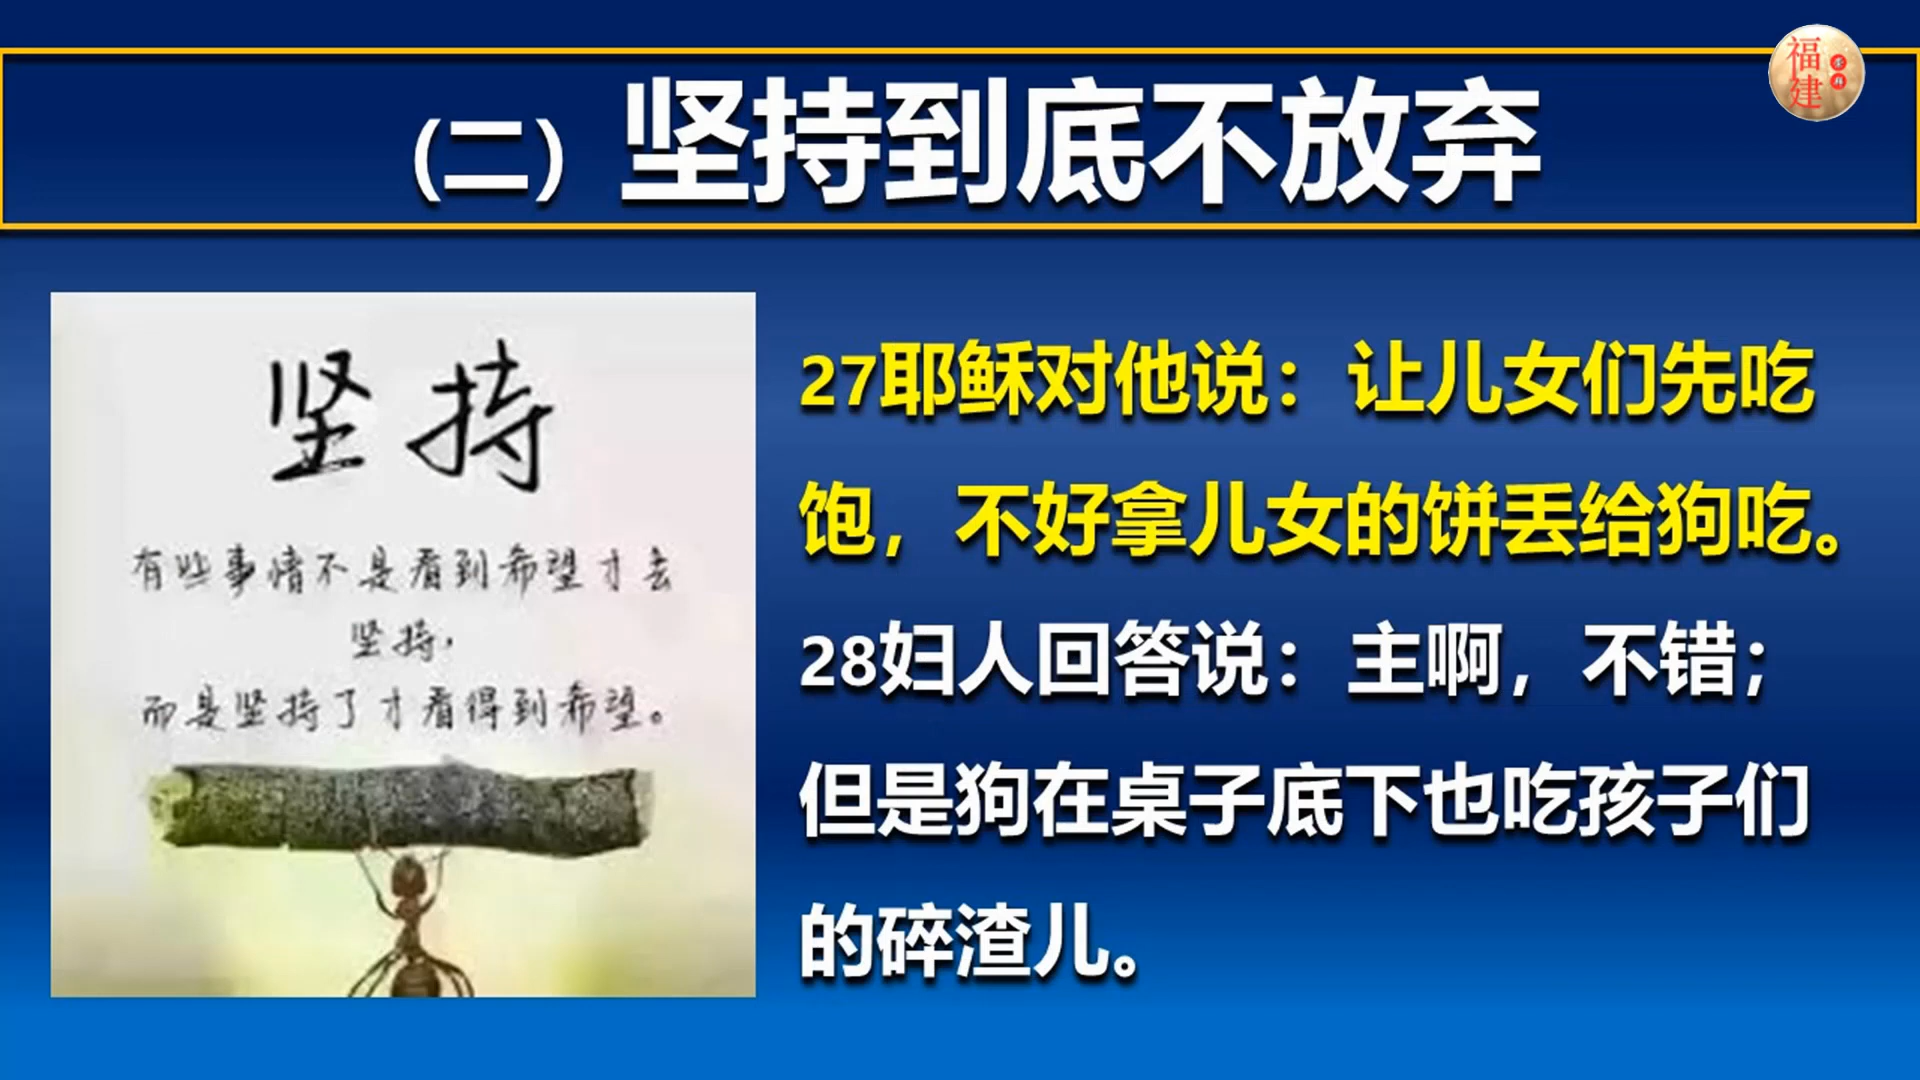 (二) 坚持到底不放弃
福建
坚持
有些事情不是看到希望才去
坚持,
而是坚持了才看得到希望。
27耶稣对他说：让儿女们先吃
饱，不好拿儿女的饼丢给狗吃。
28妇人回答说：主啊，不错；
但是狗在桌子底下也吃孩子们
的碎渣儿。